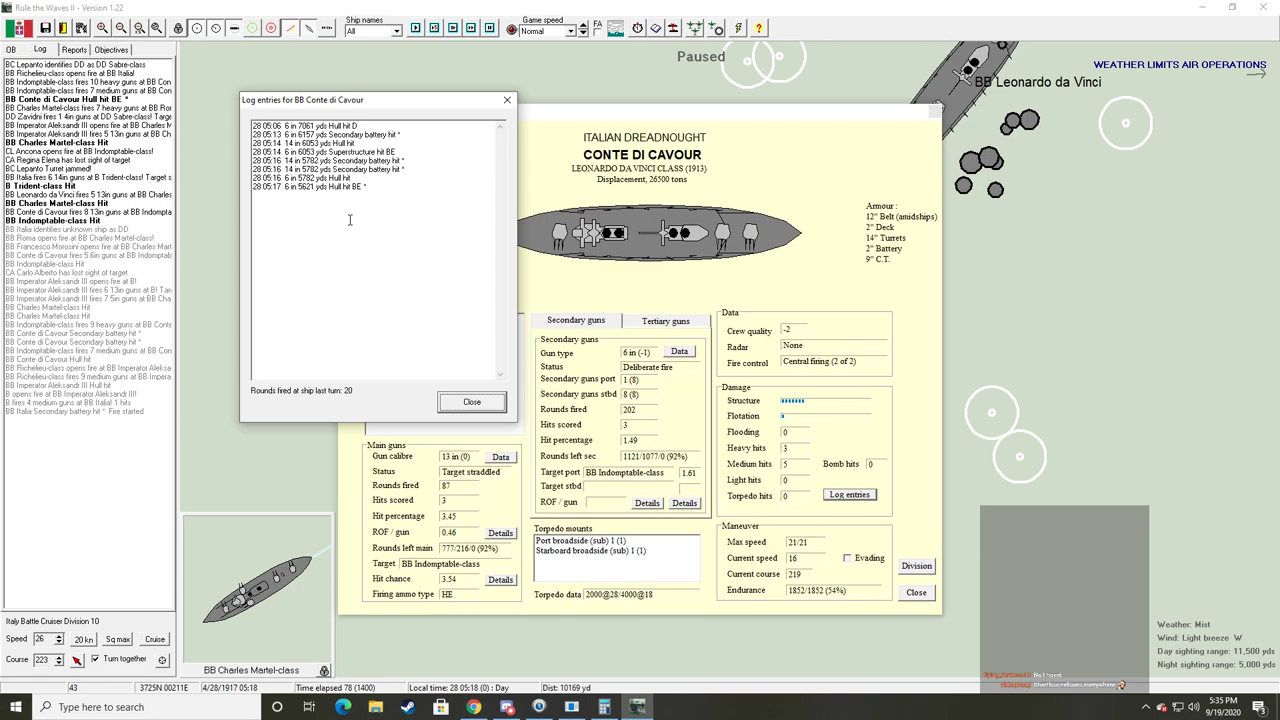 Rule the Waves II - Version 1.22
Ship names
All
Game speed
Normal
FA
OB
Log
Reports
Objectives
BC Lepanto identifies DD as DD Sabre-class
BB Richelieu-class opens fire at BB Italia!
BB Indomptable-class fires 10 heavy guns at BB Con
BB Indomptable-class fires 7 medium guns at BB Cont
BB Conte di Cavour Hull hit BE *
BB Charles Martel-class fires 7 heavy guns at BB Ro
DD Zavidni fires 1 4in gun at DD Sabre-class! Target
BB Imperator Aleksandr III fires 6 13in guns at BB C
BB Imperator Aleksandr III fires 5 13in guns at BB Cha
BB Charles Martel-class Hit
CL Ancona opens fire at BB Indomptable-class!
CA Regina Elena has lost sight of target
BC Lepanto Turret jammed!
BB Italia fires 6 14in guns at BB Trident-class! Target s
B Trident-class Hit
BB Leonardo da Vinci fires 5 13in guns at BB Charles
BB Charles Martel-class Hit
BB Conte di Cavour fires 8 13in guns at BB Indompta
BB Indomptable-class Hit
BB Italia identifies unknown ship as DD
BB Roma opens fire at BB Charles Martel-class!
BB Francesco Morosini opens fire at BB Charles Martel
BB Conte di Cavour fires 5 6in guns at BB Indomptab
BB Indomptable-class Hit
CA Carlo Alberto has lost sight of target
BB Imperator Aleksandr III opens fire at B!
BB Imperator Aleksandr III fires 6 13in guns at B! Targ
BB Imperator Aleksandr III fires 7 5in guns at BB Cha
BB Charles Martel-class Hit
BB Charles Martel-class Hit
BB Indomptable-class fires 9 heavy guns at BB Conte
BB Conte di Cavour Secondary battery hit *
BB Conte di Cavour Secondary battery hit *
BB Indomptable-class fires 7 medium guns at BB Cont
BB Conte di Cavour Hull hit
BB Richelieu-class opens fire at BB Imperator Aleksa
BB Richelieu-class fires 9 medium guns at BB Impera
BB Imperator Aleksandr III Hull hit
B opens fire at BB Imperator Aleksandr III!
B fires 4 medium guns at BB Italia! 1 hits
BB Italia Secondary battery hit * Fire started
Log entries for BB Conte di Cavour
28 05:06 6 in 7061 yds Hull hit D
28 05:13 6 in 6157 yds Secondary battery hit *
28 05:14 14 in 6053 yds Hull hit
28 05:14 6 in 6053 yds Superstructure hit BE
28 05:16 14 in 5782 yds Secondary battery hit *
28 05:16 14 in 5782 yds Secondary battery hit *
28 05:16 6 in 5782 yds Hull hit
28 05:17 6 in 5621 yds Hull hit BE *
Rounds fired at ship last turn: 20
Close
Paused
WEATHER LIMITS AIR OPERATIONS
BB Leonardo da Vinci
ITALIAN DREADNOUGHT
CONTE DI CAVOUR
LEONARDO DA VINCI CLASS (1913)
Displacement, 26500 tons
Armour :
12" Belt (amidships)
2" Deck
14" Turrets
2" Battery
9" C.T.
Main guns
Gun calibre 13 in (0) Data
Status Target straddled
Rounds fired 87
Hits scored 3
Hit percentage 3.45
ROF / gun 0.46 Details
Rounds left main 777/216/0 (92%)
Target BB Indomptable-class
Hit chance 3.54 Details
Firing ammo type HE
Secondary guns
Tertiary guns
Secondary guns
Gun type 6 in (-1) Data
Status Deliberate fire
Secondary guns port 1 (8)
Secondary guns stbd 8 (8)
Rounds fired 202
Hits scored 3
Hit percentage 1.49
Rounds left sec 1121/1077/0 (92%)
Target port BB Indomptable-class 1.61
Target stbd
ROF / gun Details Details
Torpedo mounts
Port broadside (sub) 1 (1)
Starboard broadside (sub) 1 (1)
Torpedo data 2000@28/4000@18
Data
Crew quality -2
Radar None
Fire control Central firing (2 of 2)
Damage
Structure
Flotation
Flooding 0
Heavy hits 3
Medium hits 5 Bomb hits 0
Light hits 0
Torpedo hits 0 Log entries
Maneuver
Max speed 21/21
Current speed 16 Evading
Current course 219
Endurance 1852/1852 (54%)
Division
Close
Italy Battle Cruiser Division 10
Speed 26 20 kn Sq max Cruise
Course 223 Turn together
BB Charles Martel-class
Weather: Mist
Wind: Light breeze W
Day sighting range: 11,500 yds
Night sighting range: 5,000 yds
43
3725N 00211E
4/28/1917 05:18
Time elapsed 78 (1400)
Local time: 28 05:18 () : Day
Dist: 10169 yd
Type here to search
5:35 PM
9/19/2020